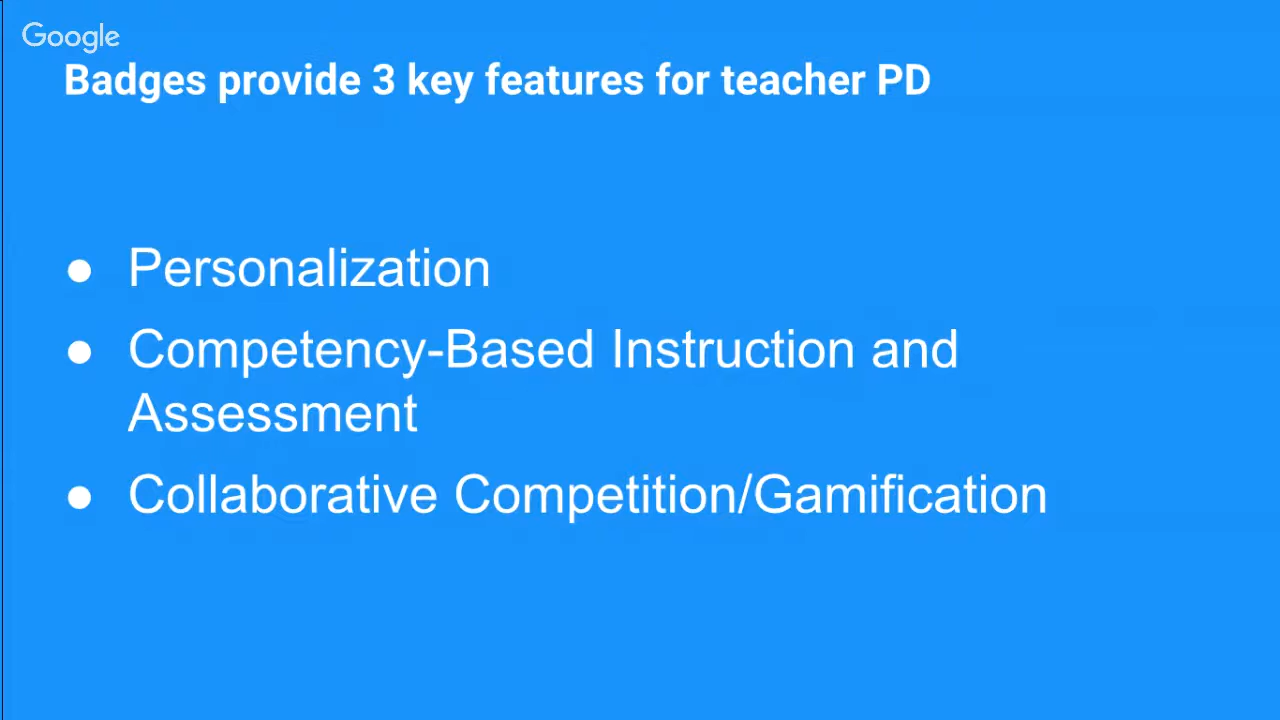 Google
Badges provide 3 key features for teacher PD
● Personalization
● Competency-Based Instruction and
Assessment
● Collaborative Competition/Gamification